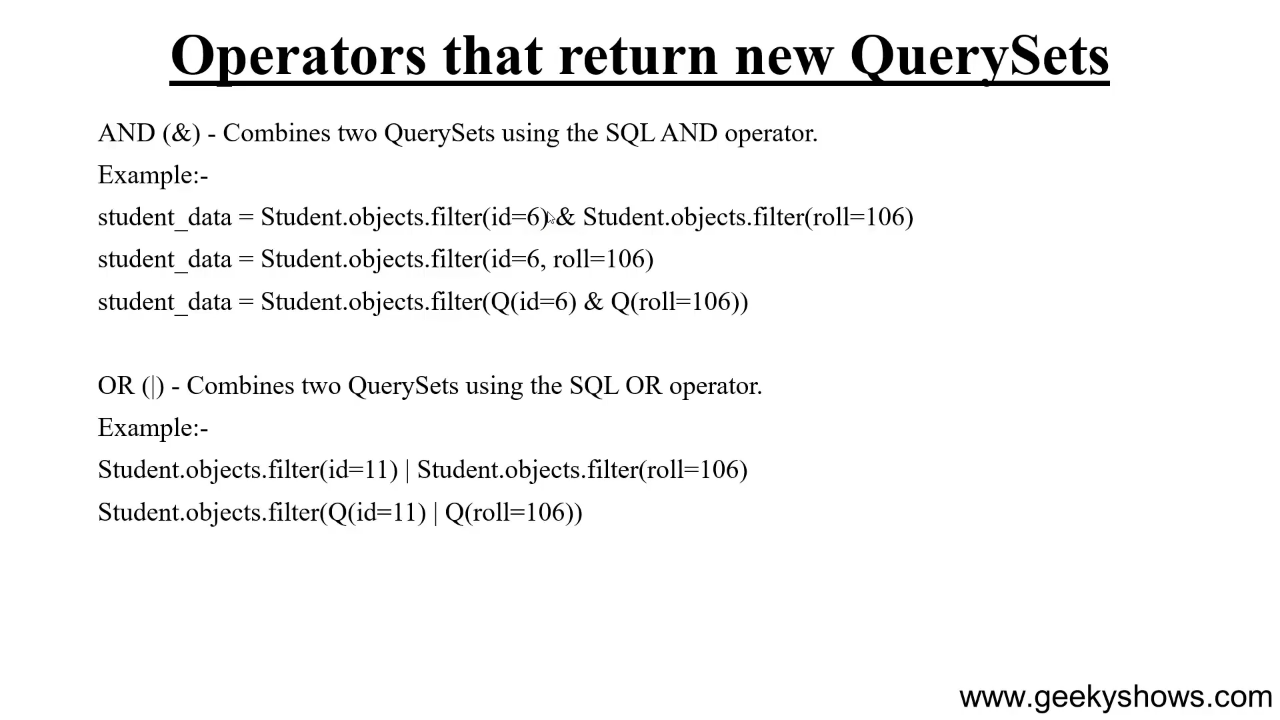 Operators that return new QuerySets
AND (&) - Combines two QuerySets using the SQL AND operator.
Example:-
student_data = Student.objects.filter(id=6) & Student.objects.filter(roll=106)
student_data = Student.objects.filter(id=6, roll=106)
student_data = Student.objects.filter(Q(id=6) & Q(roll=106))
OR (|) - Combines two QuerySets using the SQL OR operator.
Example:-
Student.objects.filter(id=11) | Student.objects.filter(roll=106)
Student.objects.filter(Q(id=11) | Q(roll=106))
www.geekyshows.com